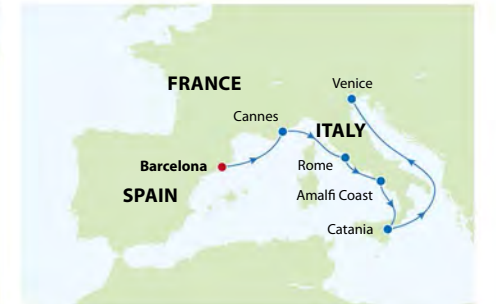 FRANCE
Venice
Cannes
ITALY
Barcelona
Rome
SPAIN
Amalfi Coast
Catania